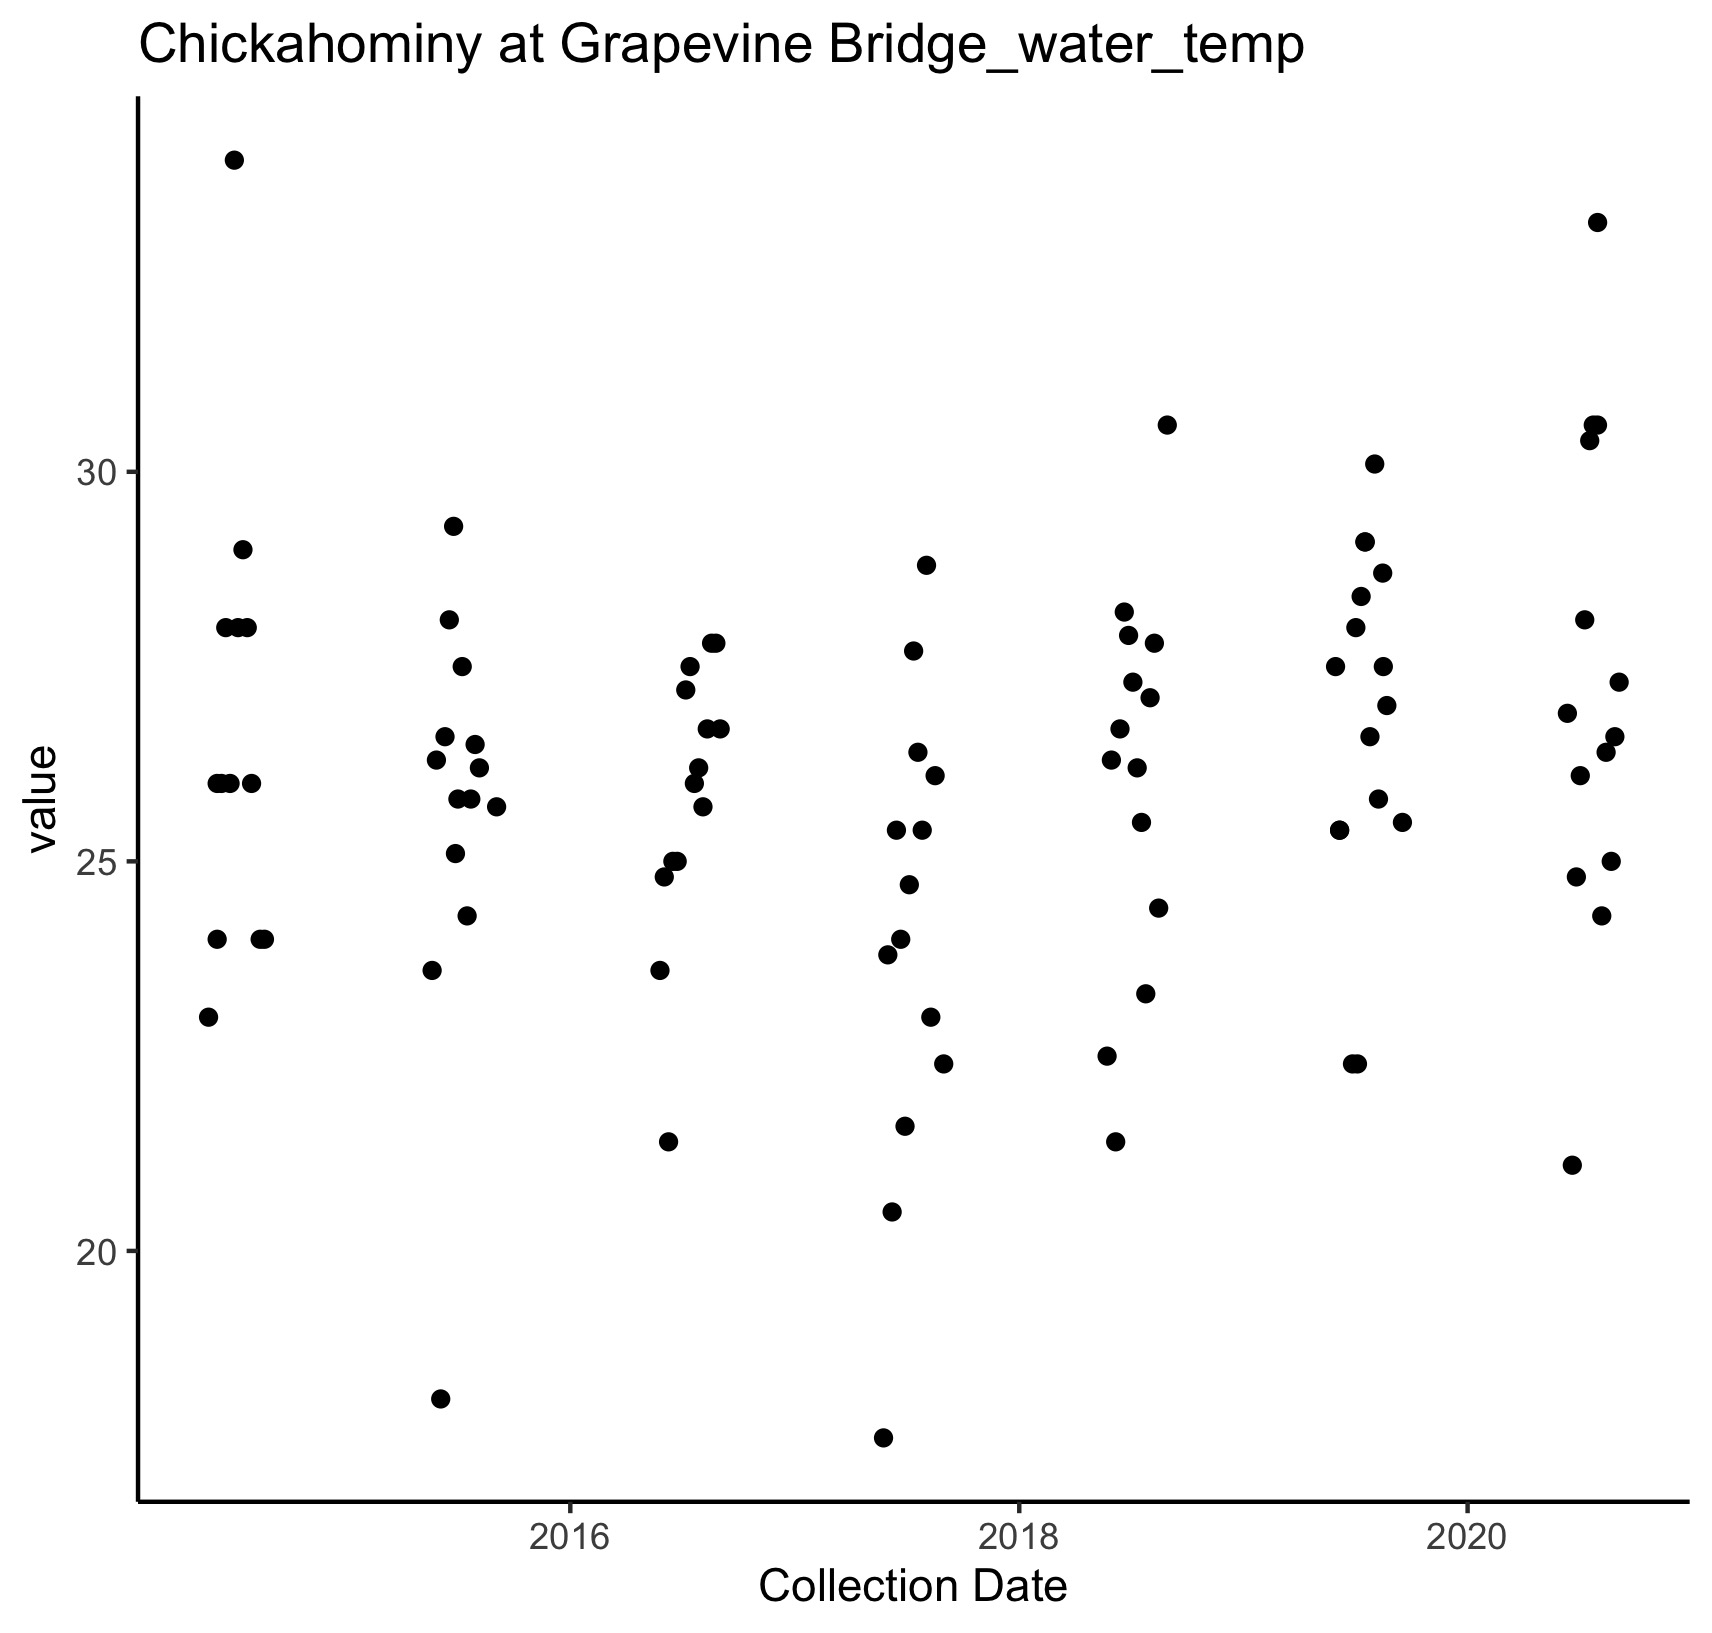 Chickahominy at Grapevine Bridge_water_temp
value
30
25
20
2016 2018 2020
Collection Date